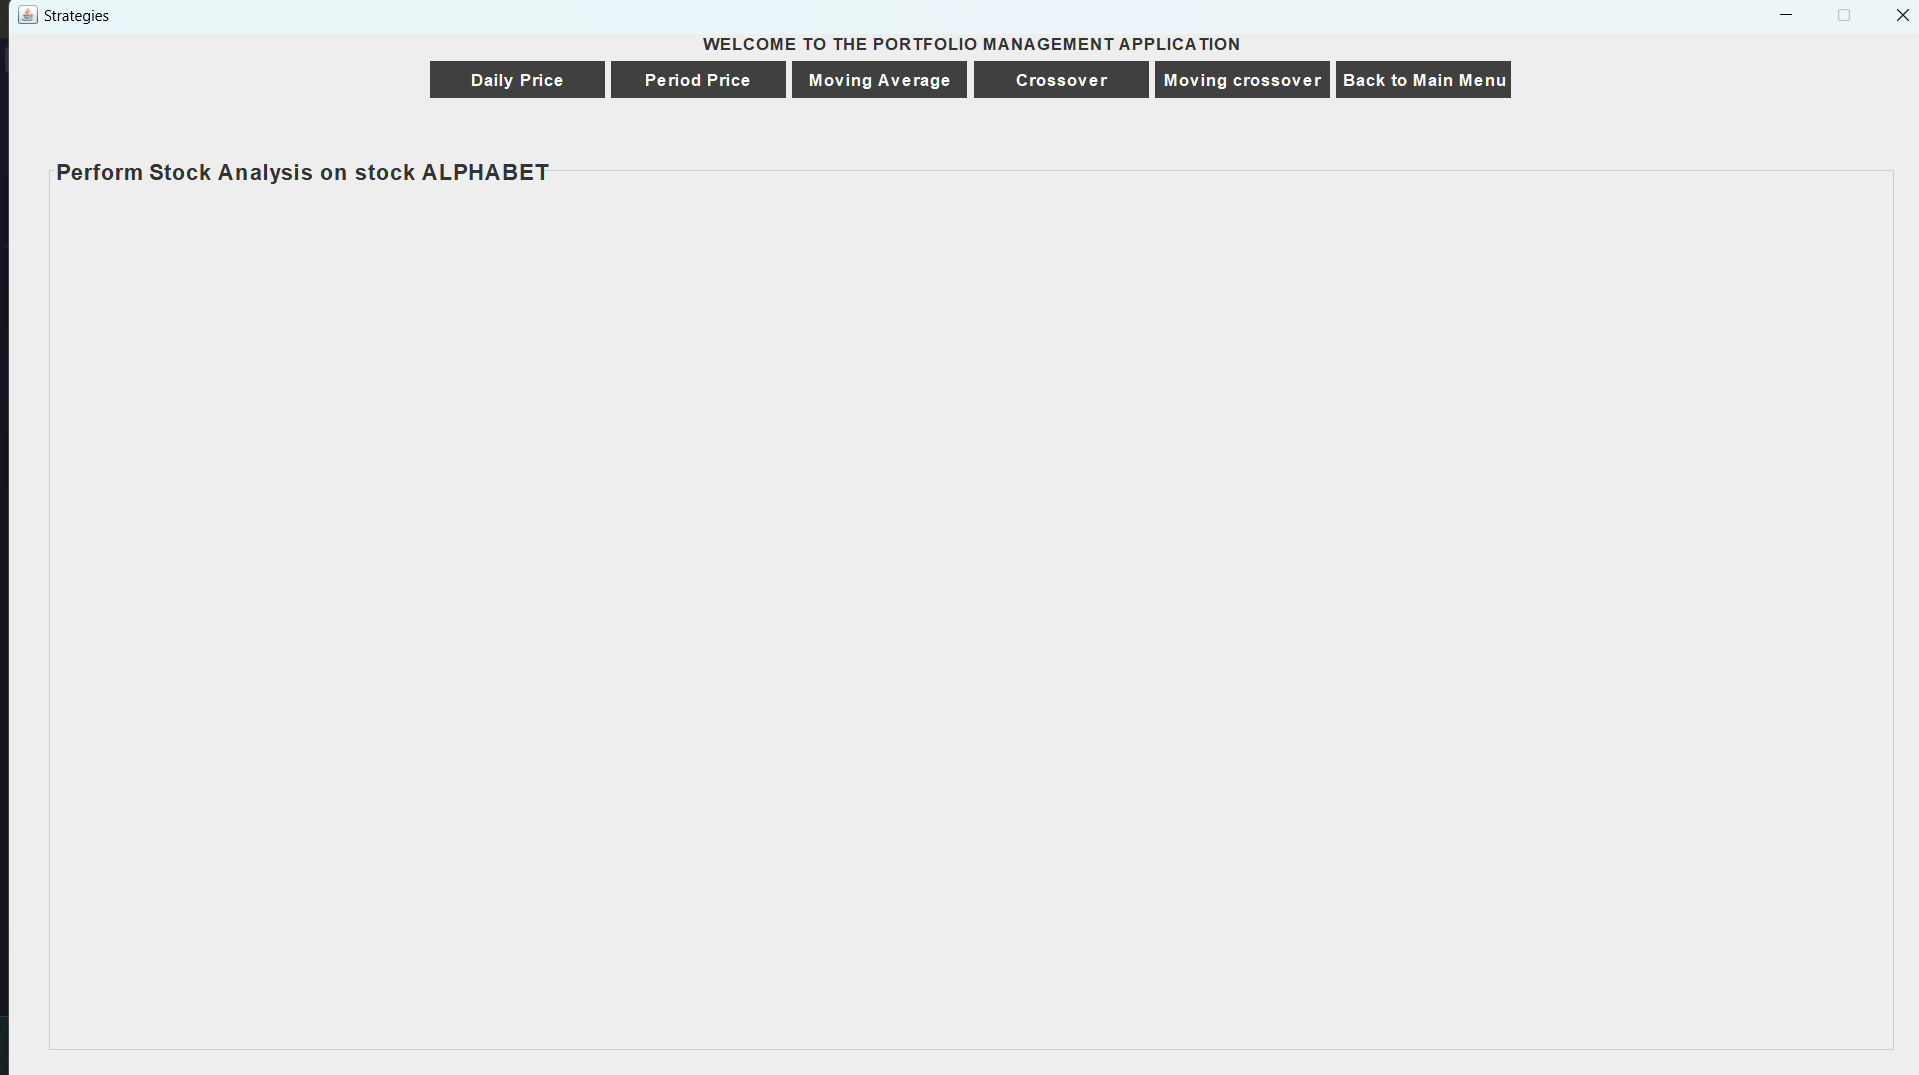 Strategies
WELCOME TO THE PORTFOLIO MANAGEMENT APPLICATION
Daily Price Period Price Moving Average Crossover Moving crossover Back to Main Menu
Perform Stock Analysis on stock ALPHABET